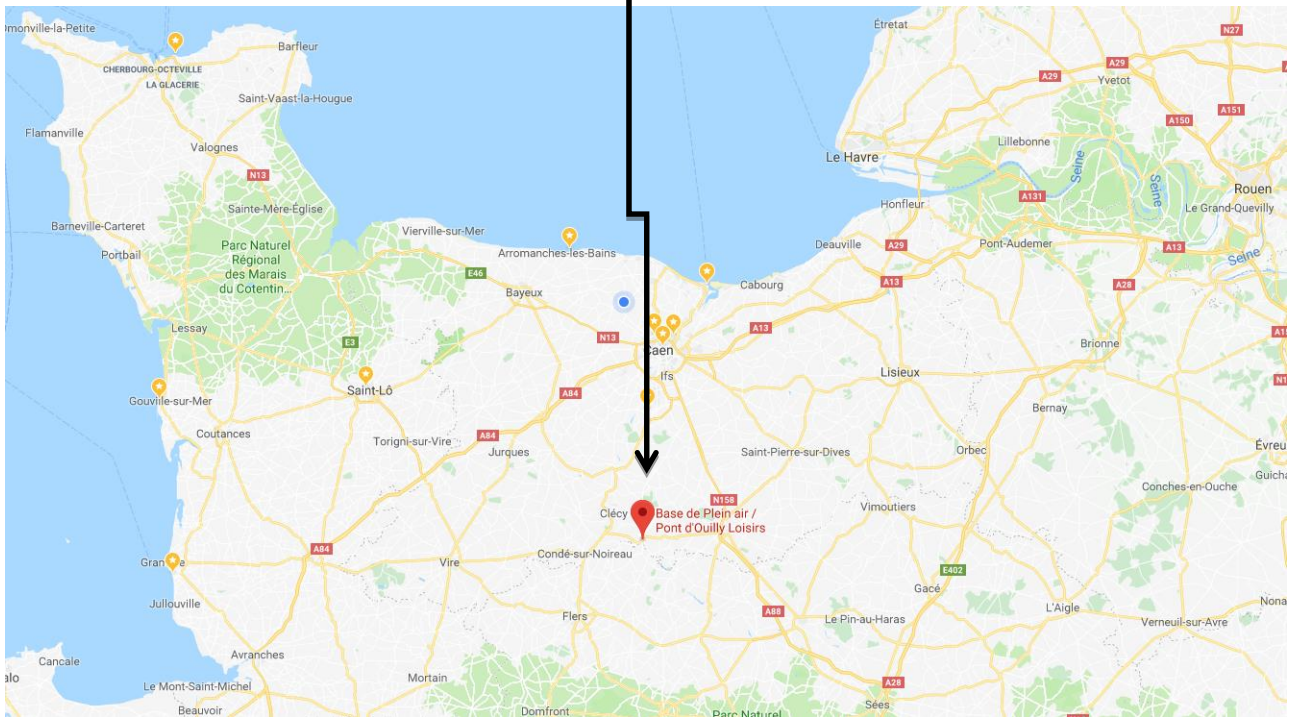 Étretat
N27
Omonville-la-Petite
Barfleur
CHERBOURG-OCTEVILLE
LA GLACERIE
A29
A29
Yvetot
Saint-Vaast-la-Hougue
A151
A150
Flamanville
Valognes
Lillebonne
Le Havre
N13
Seine
Seine
Rouen
A131
Sainte-Mère-Église
Honfleur
Le Grand-Quevilly
Barneville-Carteret
Vierville-sur-Mer
Portbail
Parc Naturel
Régional
des Marais
du Cotentin...
Arromanches-les-Bains
Deauville
A29
Pont-Audemer
A13
Seine
E46
Cabourg
A13
A28
Bayeux
Lessay
A13
N13
E3
Caen
Brionne
Ifs
Lisieux
Saint-Lô
A84
Gouville-sur-Mer
Bernay
Coutances
Torigni-sur-Vire
A84
Jurques
Saint-Pierre-sur-Dives
Orbec
Conches-en-Ouche
N158
Vimoutiers
Clécy
Base de Plein air /
Pont d'Ouilly Loisirs
A84
Vire
Condé-sur-Noireau
E402
Gacé
Jullouville
Flers
A88
Le Pin-au-Haras
L'Aigle
Verneuil-sur-Avre
Cancale
Avranches
Mortain
Le Mont-Saint-Michel
A28
Sées
Beauvoir
Domfront
Parc Naturel